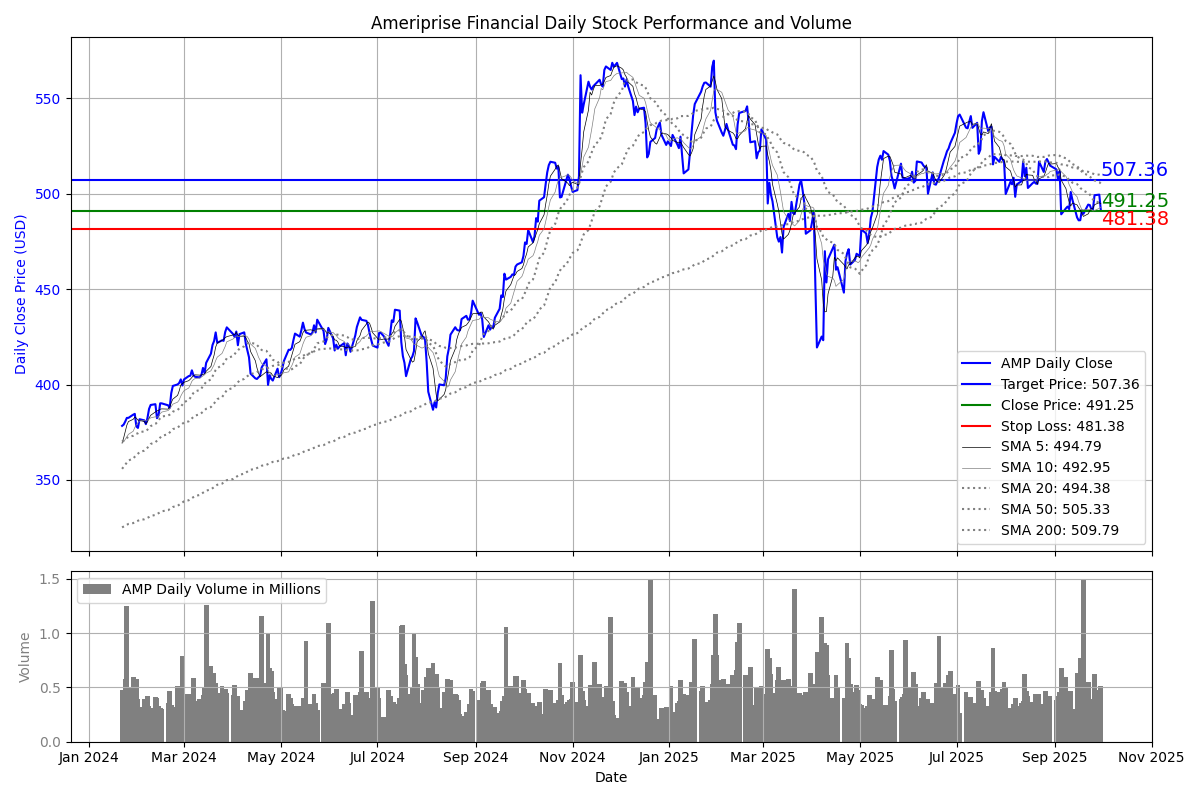 Ameriprise Financial Daily Stock Performance and Volume
Daily Close Price (USD)
550
500
450
400
350
507.36
491.25
481.38
AMP Daily Close
Target Price: 507.36
Close Price: 491.25
Stop Loss: 481.38
SMA 5: 494.79
SMA 10: 492.95
SMA 20: 494.38
SMA 50: 505.33
SMA 200: 509.79
Volume
1.5
1.0
0.5
0.0
AMP Daily Volume in Millions
Jan 2024 Mar 2024 May 2024 Jul 2024 Sep 2024 Nov 2024 Jan 2025 Mar 2025 May 2025 Jul 2025 Sep 2025 Nov 2025
Date